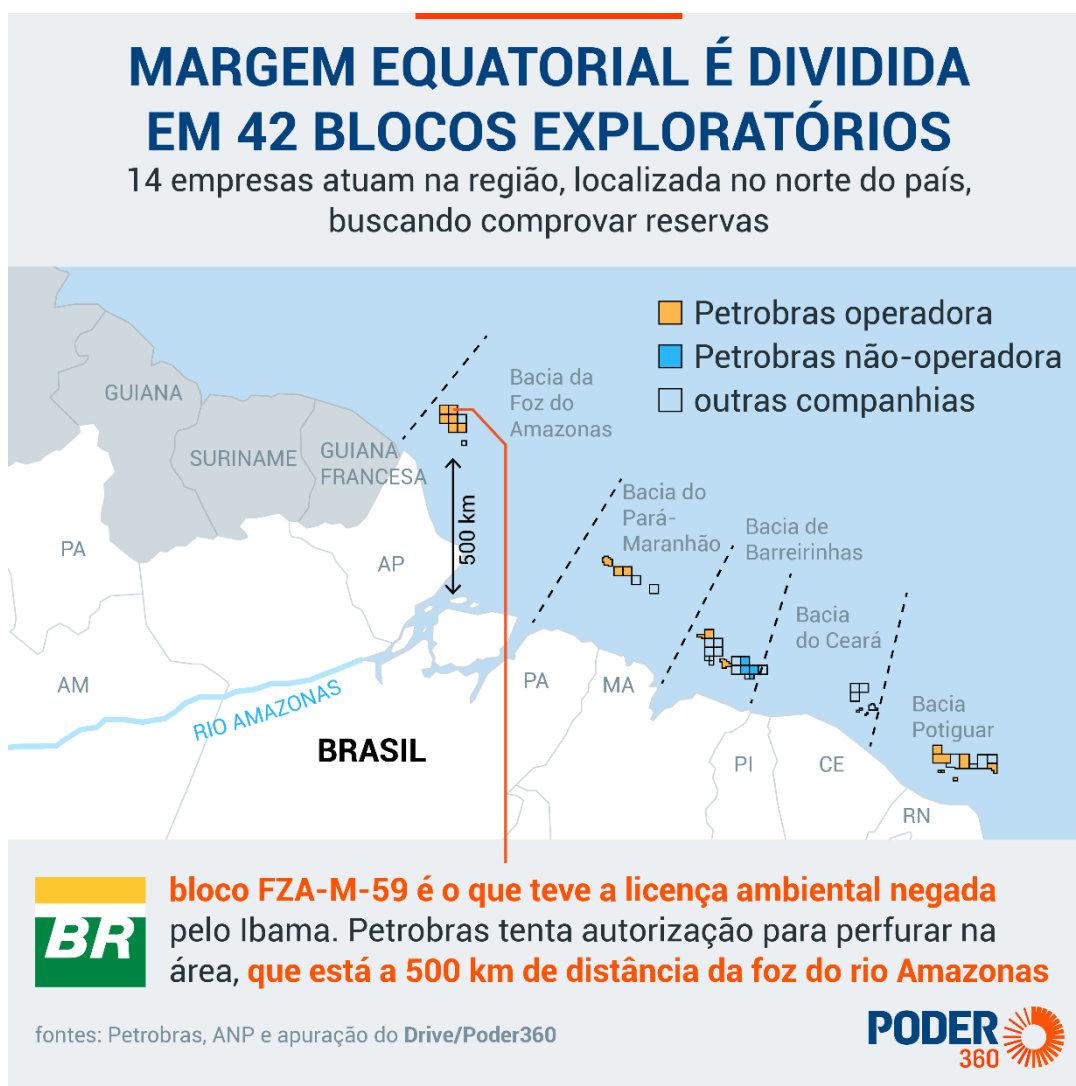 MARGEM EQUATORIAL É DIVIDIDA
EM 42 BLOCOS EXPLORATÓRIOS
14 empresas atuam na região, localizada no norte do país,
buscando comprovar reservas
Petrobras operadora
Petrobras não-operadora
outras companhias
GUIANA
SURINAME
GUIANA
FRANCESA
Bacia da
Foz do
Amazonas
500 km
Bacia do
Pará-
Maranhão
Bacia de
Barreirinhas
Bacia
do Ceará
Bacia
Potiguar
PA
AP
AM
RIO AMAZONAS
BRASIL
PA
MA
PI
CE
RN
BR
bloco FZA-M-59 é o que teve a licença ambiental negada
pelo Ibama. Petrobras tenta autorização para perfurar na
área, que está a 500 km de distância da foz do rio Amazonas
fontes: Petrobras, ANP e apuração do Drive/Poder360
PODER
360